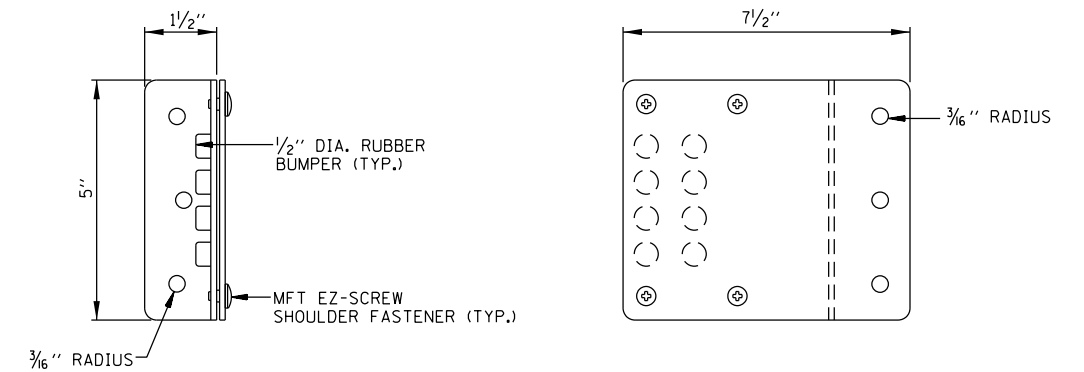 1½''
7½''
3⁄16'' RADIUS
½'' DIA. RUBBER
BUMPER (TYP.)
5''
MFT EZ-SCREW
SHOULDER FASTENER (TYP.)
3⁄16'' RADIUS